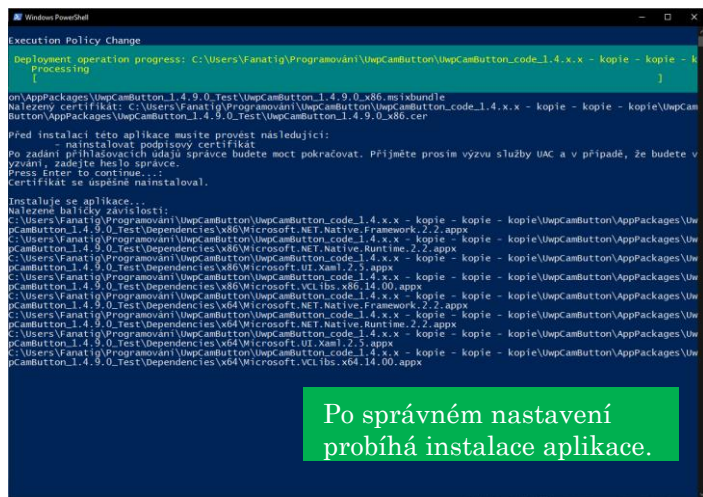 Windows PowerShell
Execution Policy Change
Deployment operation progress: C:\Users\Fanatig\Programování\UwpCamButton\UwpCamButton_code_1.4.x.x - kopie - kopie - k
Processing
[ ]
on\AppPackages\UwpCamButton_1.4.9.0_Test\UwpCamButton_1.4.9.0_x86.msixbundle
Nalezený certifikát: C:\Users\Fanatig\Programování\UwpCamButton\UwpCamButton_code_1.4.x.x - kopie - kopie - kopie\UwpCam
Button\AppPackages\UwpCamButton_1.4.9.0_Test\UwpCamButton_1.4.9.0_x86.cer
Před instalací této aplikace musíte provést následující:
- nainstalovat podpisový certifikát
Po zadání přihlašovacích údajů správce budete moct pokračovat. Přijměte prosím výzvu služby UAC a v případě, že budete v
yzváni, zadejte heslo správce.
Press Enter to continue...:
Certifikát se úspěšně nainstaloval.
Instaluje se aplikace...
Nalezené balíčky závislostí:
C:\Users\Fanatig\Programování\UwpCamButton\UwpCamButton_code_1.4.x.x - kopie - kopie - kopie\UwpCamButton\AppPackages\Uw
pCamButton_1.4.9.0_Test\Dependencies\x86\Microsoft.NET.Native.Framework.2.2.appx
C:\Users\Fanatig\Programování\UwpCamButton\UwpCamButton_code_1.4.x.x - kopie - kopie - kopie\UwpCamButton\AppPackages\Uw
pCamButton_1.4.9.0_Test\Dependencies\x86\Microsoft.NET.Native.Runtime.2.2.appx
C:\Users\Fanatig\Programování\UwpCamButton\UwpCamButton_code_1.4.x.x - kopie - kopie - kopie\UwpCamButton\AppPackages\Uw
pCamButton_1.4.9.0_Test\Dependencies\x86\Microsoft.UI.Xaml.2.5.appx
C:\Users\Fanatig\Programování\UwpCamButton\UwpCamButton_code_1.4.x.x - kopie - kopie - kopie\UwpCamButton\AppPackages\Uw
pCamButton_1.4.9.0_Test\Dependencies\x86\Microsoft.VCLibs.x86.14.00.appx
C:\Users\Fanatig\Programování\UwpCamButton\UwpCamButton_code_1.4.x.x - kopie - kopie - kopie\UwpCamButton\AppPackages\Uw
pCamButton_1.4.9.0_Test\Dependencies\x64\Microsoft.NET.Native.Framework.2.2.appx
C:\Users\Fanatig\Programování\UwpCamButton\UwpCamButton_code_1.4.x.x - kopie - kopie - kopie\UwpCamButton\AppPackages\Uw
pCamButton_1.4.9.0_Test\Dependencies\x64\Microsoft.NET.Native.Runtime.2.2.appx
C:\Users\Fanatig\Programování\UwpCamButton\UwpCamButton_code_1.4.x.x - kopie - kopie - kopie\UwpCamButton\AppPackages\Uw
pCamButton_1.4.9.0_Test\Dependencies\x64\Microsoft.UI.Xaml.2.5.appx
C:\Users\Fanatig\Programování\UwpCamButton\UwpCamButton_code_1.4.x.x - kopie - kopie - kopie\UwpCamButton\AppPackages\Uw
pCamButton_1.4.9.0_Test\Dependencies\x64\Microsoft.VCLibs.x64.14.00.appx
Po správném nastavení
probíhá instalace aplikace.